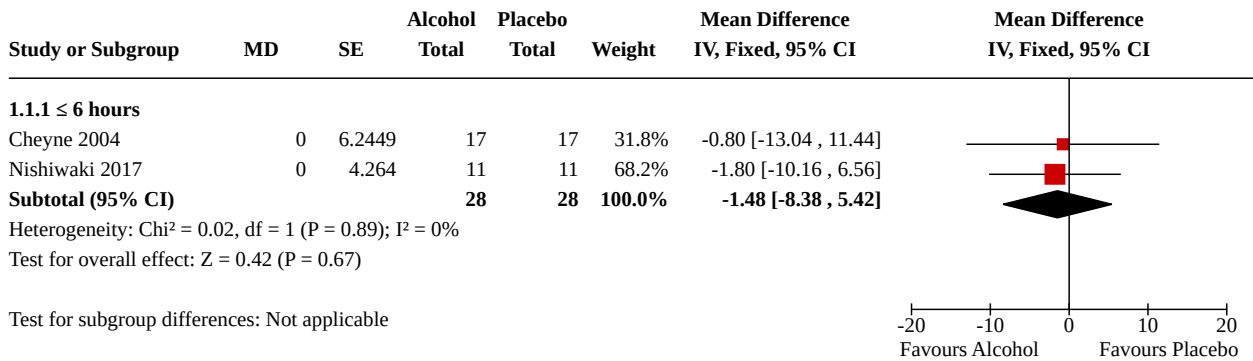 Alcohol Placebo Mean Difference Mean Difference
Study or Subgroup MD SE Total Total Weight IV, Fixed, 95% CI IV, Fixed, 95% CI
1.1.1 ≤ 6 hours
Cheyne 2004 0 6.2449 17 17 31.8% -0.80 [-13.04 , 11.44]
Nishiwaki 2017 0 4.264 11 11 68.2% -1.80 [-10.16 , 6.56]
Subtotal (95% CI) 28 28 100.0% -1.48 [-8.38 , 5.42]
Heterogeneity: Chi² = 0.02, df = 1 (P = 0.89); I² = 0%
Test for overall effect: Z = 0.42 (P = 0.67)
Test for subgroup differences: Not applicable
-20 -10 0 10 20
Favours Alcohol Favours Placebo